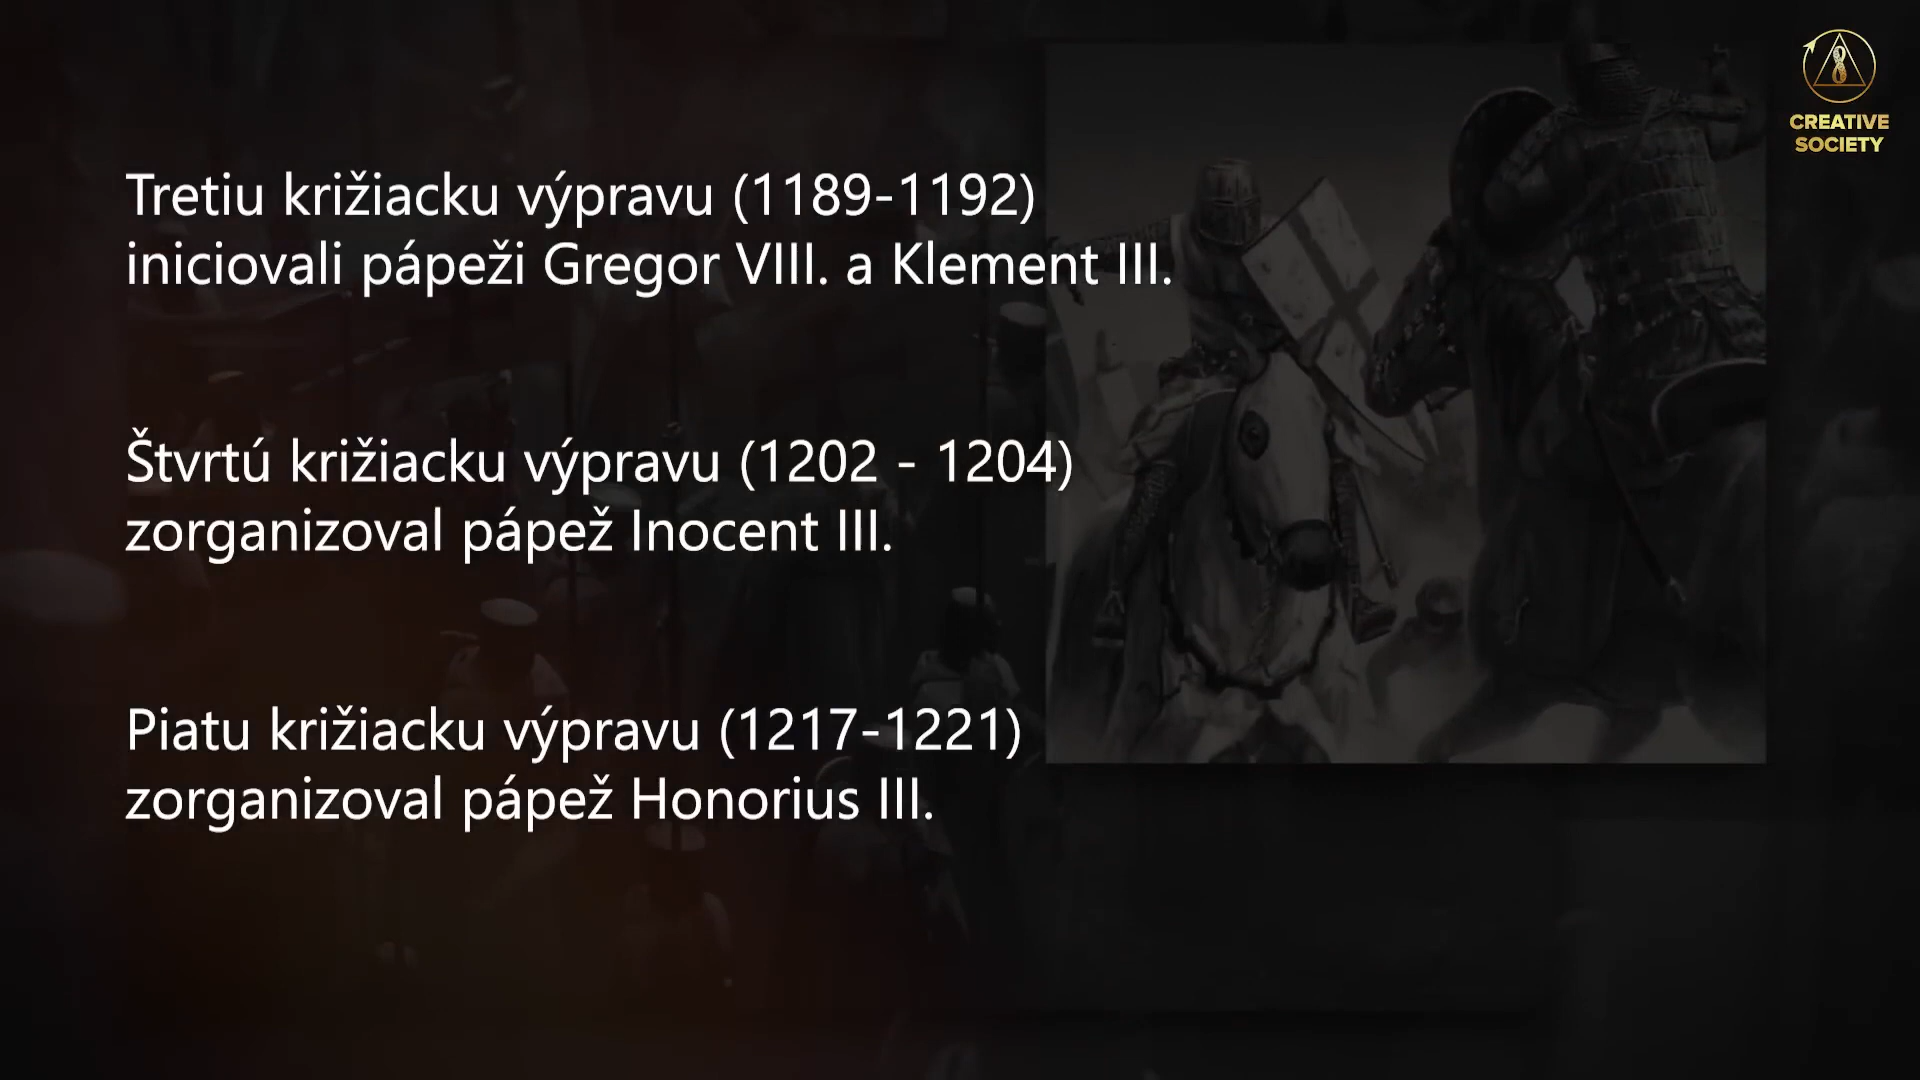 CREATIVE
SOCIETY
Tretiu križiacku výpravu (1189-1192)
iniciovali pápeži Gregor VIII. a Klement III.
Štvrtú križiacku výpravu (1202 - 1204)
zorganizoval pápež Inocent III.
Piatu križiacku výpravu (1217-1221)
zorganizoval pápež Honorius III.